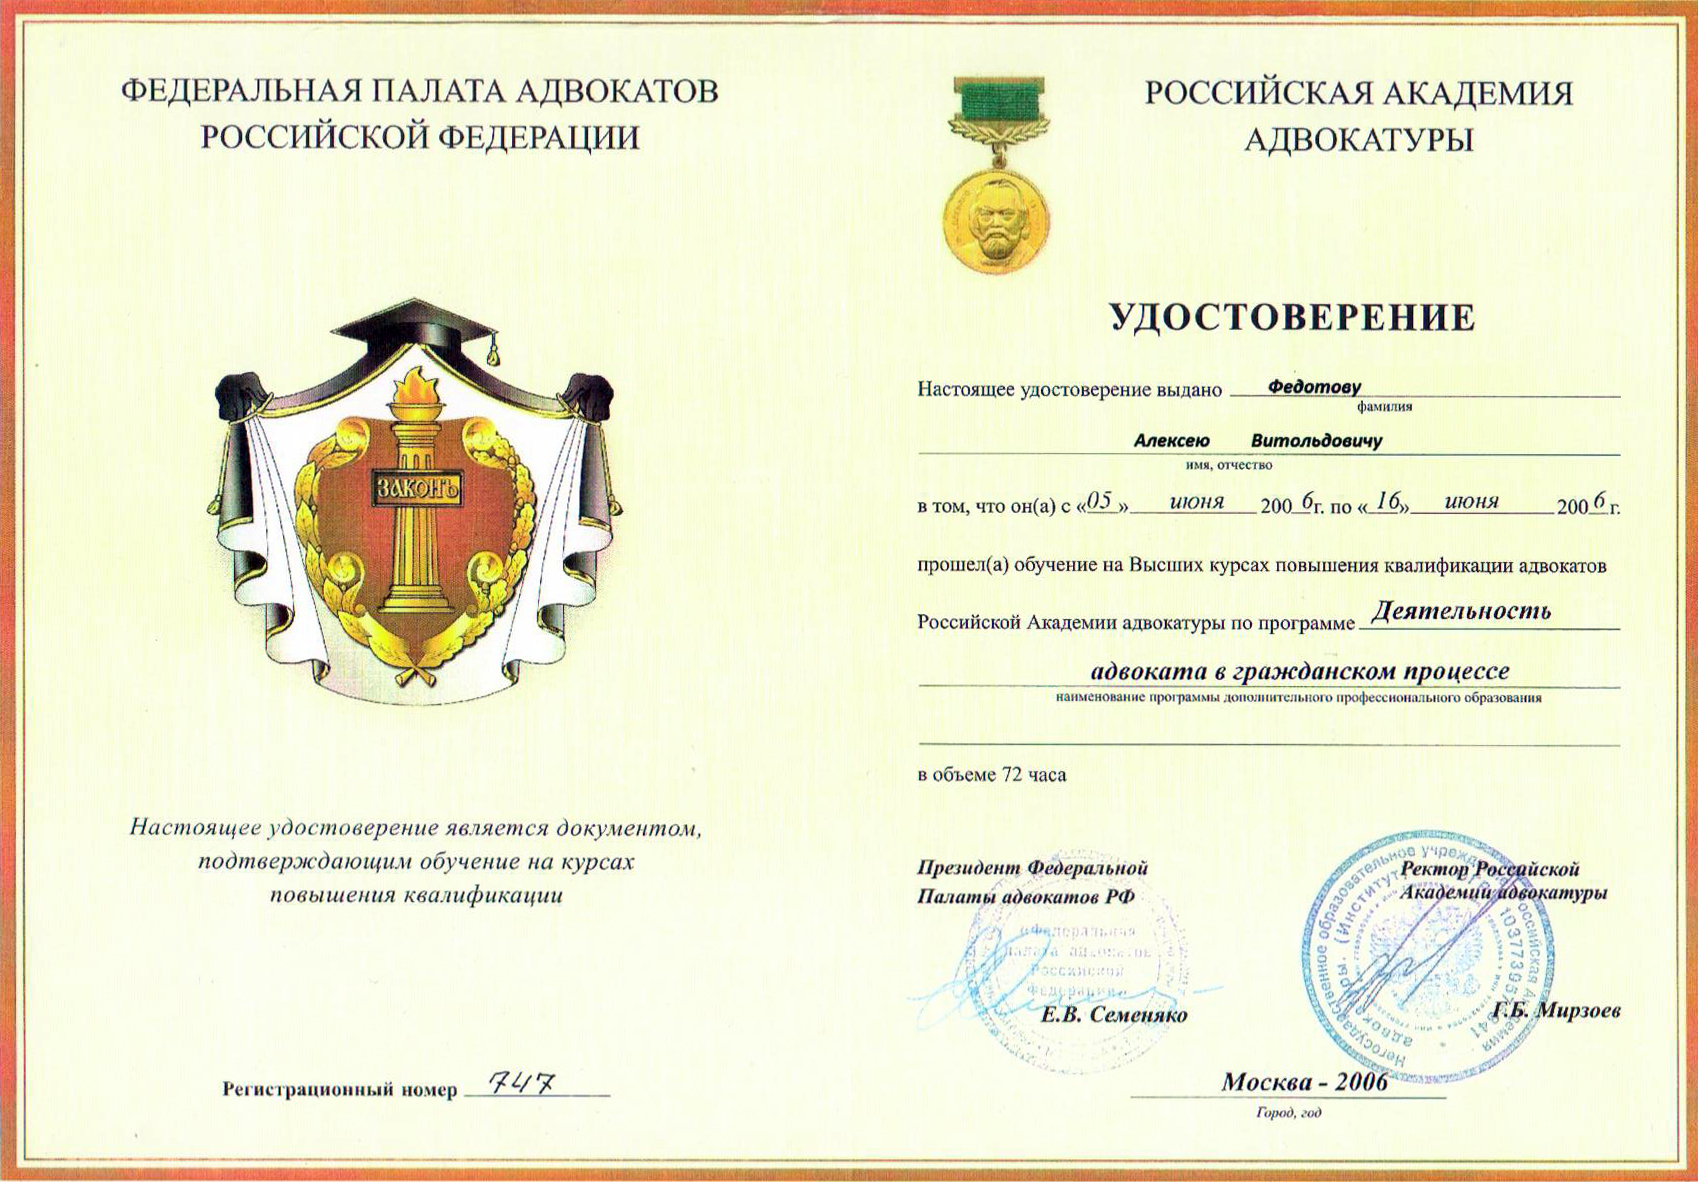 ФЕДЕРАЛЬНАЯ ПАЛАТА АДВОКАТОВ
РОССИЙСКОЙ ФЕДЕРАЦИИ
ЗАКОНЪ
Настоящее удостоверение является документом,
подтверждающим обучение на курсах
повышения квалификации
Регистрационный номер 747
РОССИЙСКАЯ АКАДЕМИЯ
АДВОКАТУРЫ
УДОСТОВЕРЕНИЕ
Настоящее удостоверение выдано Федотову
фамилия
Алексею Витольдовичу
имя, отчество
в том, что он(а) с «05» июня 2006г. по «16» июня 2006г.
прошел(а) обучение на Высших курсах повышения квалификации адвокатов
Российской Академии адвокатуры по программе Деятельность
адвоката в гражданском процессе
наименование программы дополнительного профессионального образования
в объеме 72 часа
Президент Федеральной
Палаты адвокатов РФ
«Федеральная
палата адвокатов
Российской
Федерации»
Е.В. Семеняко
Ректор Российской
Академии адвокатуры
Негосударственное образовательное учреждение Российская Академия
адвокатуры. (Институт)
Г.Б. Мирзоев
Москва - 2006
Город, год